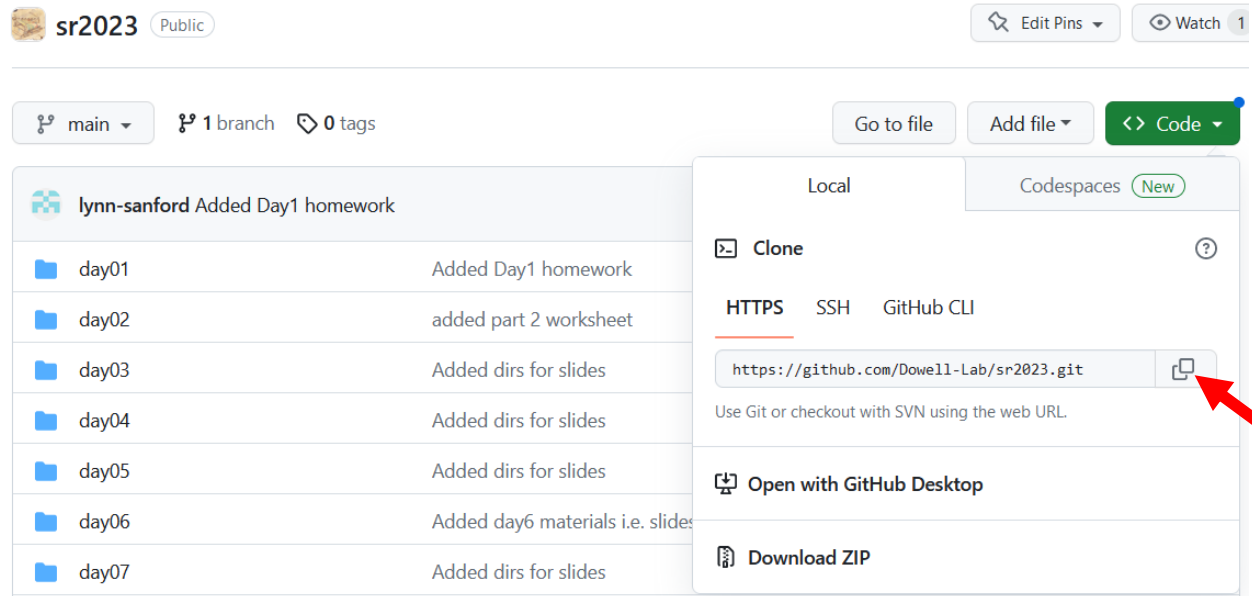 sr2023 Public Edit Pins Watch 1
main 1 branch 0 tags Go to file Add file Code
Local Codespaces New
lynn-sanford Added Day1 homework
Clone
day01 Added Day1 homework
HTTPS SSH GitHub CLI
day02 added part 2 worksheet
day03 Added dirs for slides
https://github.com/Dowell-Lab/sr2023.git
Use Git or checkout with SVN using the web URL.
day04 Added dirs for slides
day05 Added dirs for slides
Open with GitHub Desktop
day06 Added day6 materials i.e. slides
Download ZIP
day07 Added dirs for slides